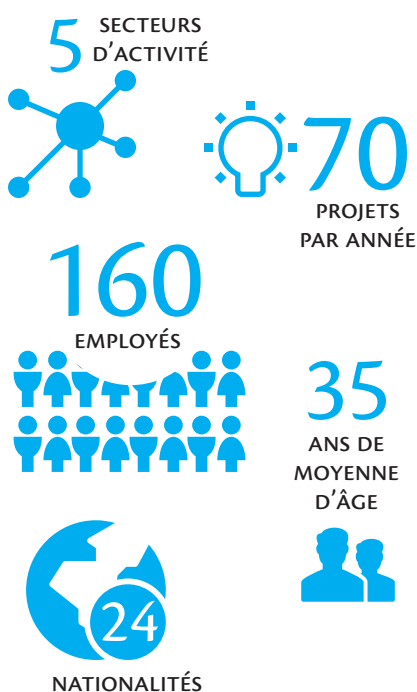 5 SECTEURS
D'ACTIVITÉ
70
PROJETS
PAR ANNÉE
160
EMPLOYÉS
35
ANS DE
MOYENNE
D'ÂGE
24
NATIONALITÉS